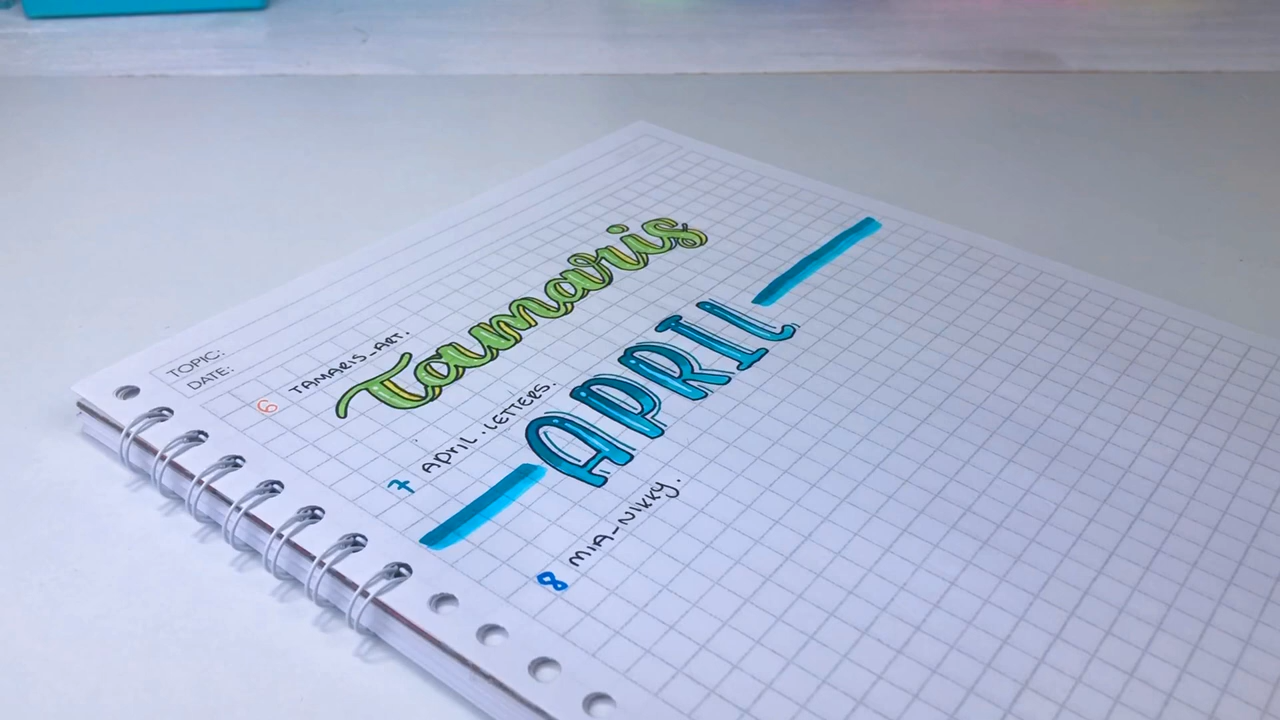 TOPIC:
DATE:
6 TAMARIS_ART.
Tamaris
7 APRIL.LETTERS.
APRIL
8 MIA_NIKKY.